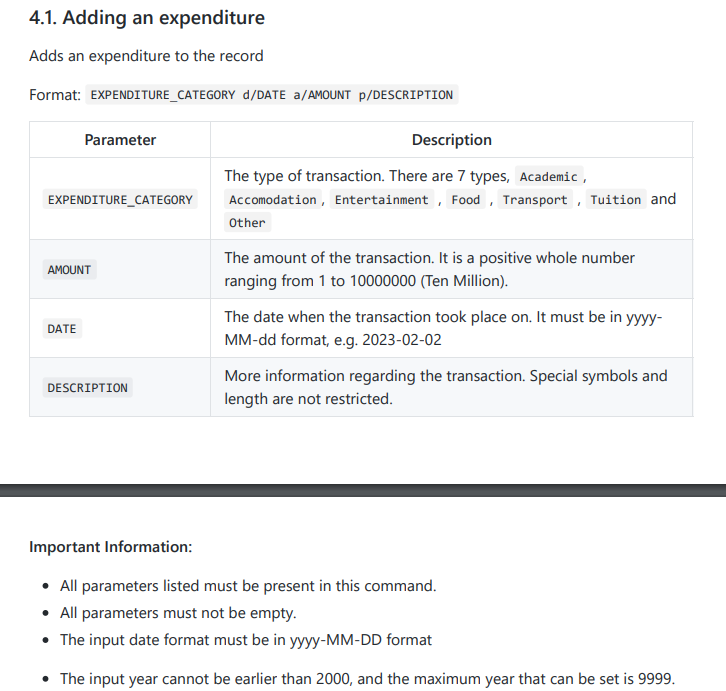 4.1. Adding an expenditure
Adds an expenditure to the record
Format: EXPENDITURE_CATEGORY d/DATE a/AMOUNT p/DESCRIPTION
Parameter Description
EXPENDITURE_CATEGORY
The type of transaction. There are 7 types, Academic ,
Accomodation , Entertainment , Food , Transport , Tuition and
Other
AMOUNT
The amount of the transaction. It is a positive whole number
ranging from 1 to 10000000 (Ten Million).
DATE
The date when the transaction took place on. It must be in yyyy-
MM-dd format, e.g. 2023-02-02
DESCRIPTION
More information regarding the transaction. Special symbols and
length are not restricted.
Important Information:
• All parameters listed must be present in this command.
• All parameters must not be empty.
• The input date format must be in yyyy-MM-DD format
• The input year cannot be earlier than 2000, and the maximum year that can be set is 9999.